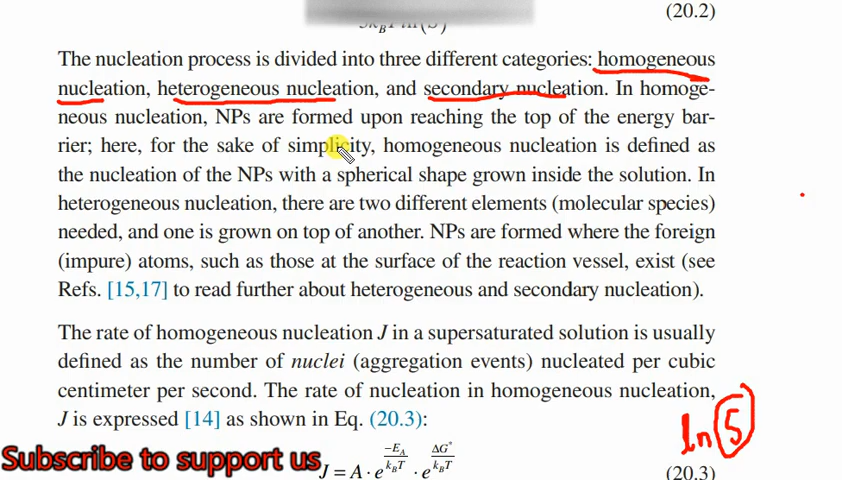 (20.2)
The nucleation process is divided into three different categories: homogeneous
nucleation, heterogeneous nucleation, and secondary nucleation. In homoge-
neous nucleation, NPs are formed upon reaching the top of the energy bar-
rier; here, for the sake of simplicity, homogeneous nucleation is defined as
the nucleation of the NPs with a spherical shape grown inside the solution. In
heterogeneous nucleation, there are two different elements (molecular species)
needed, and one is grown on top of another. NPs are formed where the foreign
(impure) atoms, such as those at the surface of the reaction vessel, exist (see
Refs. [15,17] to read further about heterogeneous and secondary nucleation).
The rate of homogeneous nucleation J in a supersaturated solution is usually
defined as the number of nuclei (aggregation events) nucleated per cubic
centimeter per second. The rate of nucleation in homogeneous nucleation,
J is expressed [14] as shown in Eq. (20.3):
ln (S)
Subscribe to support us
J = A · e^{-E_A/k_BT} · e^{ΔG*/k_BT}
(20.3)